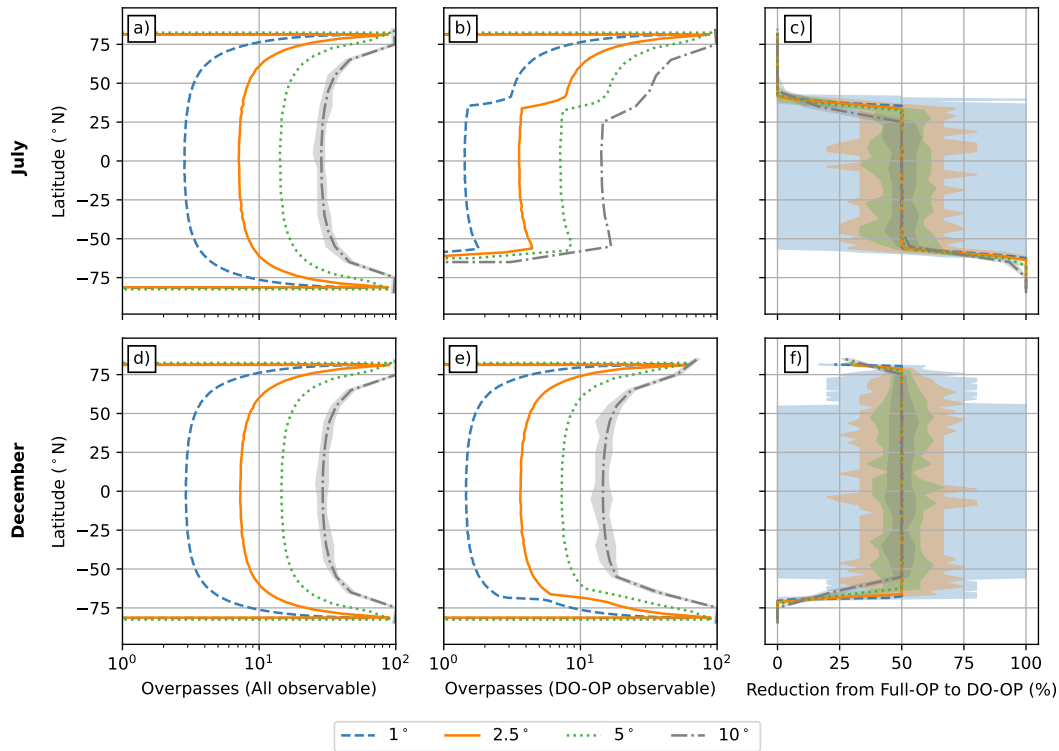 a)
b)
c)
July
Latitude (°N)
75
50
25
0
−25
−50
−75
d)
e)
f)
December
Latitude (°N)
75
50
25
0
−25
−50
−75
10⁰ 10¹ 10²
10⁰ 10¹ 10²
0 25 50 75 100
Overpasses (All observable)
Overpasses (DO-OP observable)
Reduction from Full-OP to DO-OP (%)
1° 2.5° 5° 10°